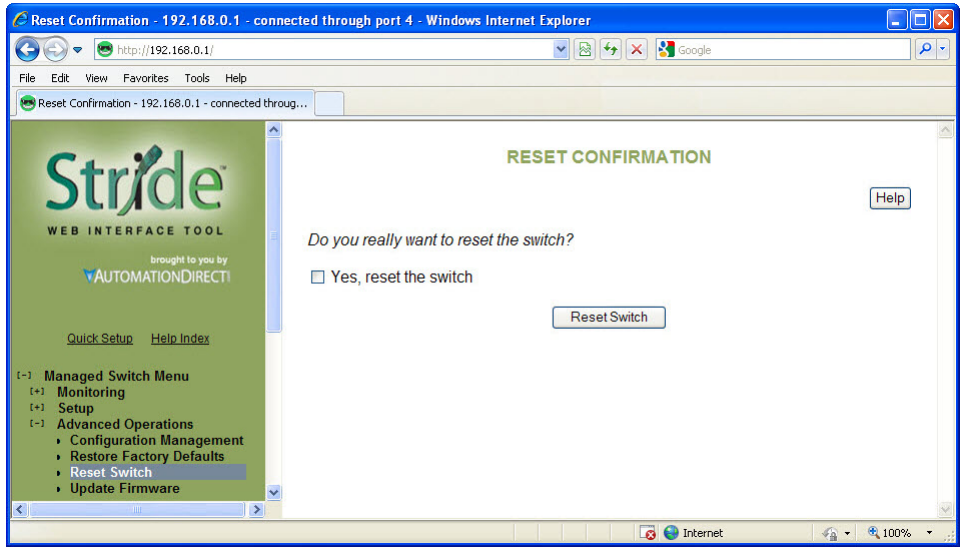 Reset Confirmation - 192.168.0.1 - connected through port 4 - Windows Internet Explorer
http://192.168.0.1/
Google
File Edit View Favorites Tools Help
Reset Confirmation - 192.168.0.1 - connected throug...
Stride™
WEB INTERFACE TOOL
brought to you by
AUTOMATIONDIRECT
Quick Setup Help Index
[-] Managed Switch Menu
[+] Monitoring
[+] Setup
[-] Advanced Operations
Configuration Management
Restore Factory Defaults
Reset Switch
Update Firmware
RESET CONFIRMATION
Help
Do you really want to reset the switch?
Yes, reset the switch
Reset Switch
Internet
100%